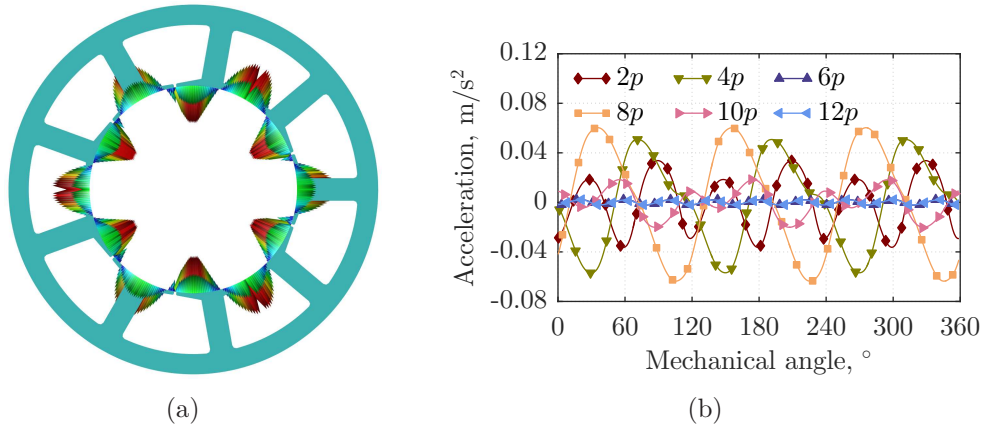 0.12
0.08
0.04
0
-0.04
-0.08
Acceleration, m/s²
2p 4p 6p
8p 10p 12p
0 60 120 180 240 300 360
Mechanical angle, °
(a) (b)